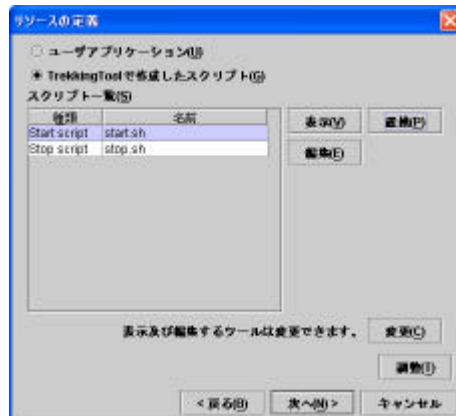 リソースの定義
ユーザアプリケーション(U)
TrekkingToolで作成したスクリプト(G)
スクリプト一覧(S)
種類 名前
Start script start.sh
Stop script stop.sh
表示(V) 置換(P)
編集(E)
表示及び編集するツールは変更できます。 変更(C)
調整(T)
< 戻る(B) 次へ(N) > キャンセル